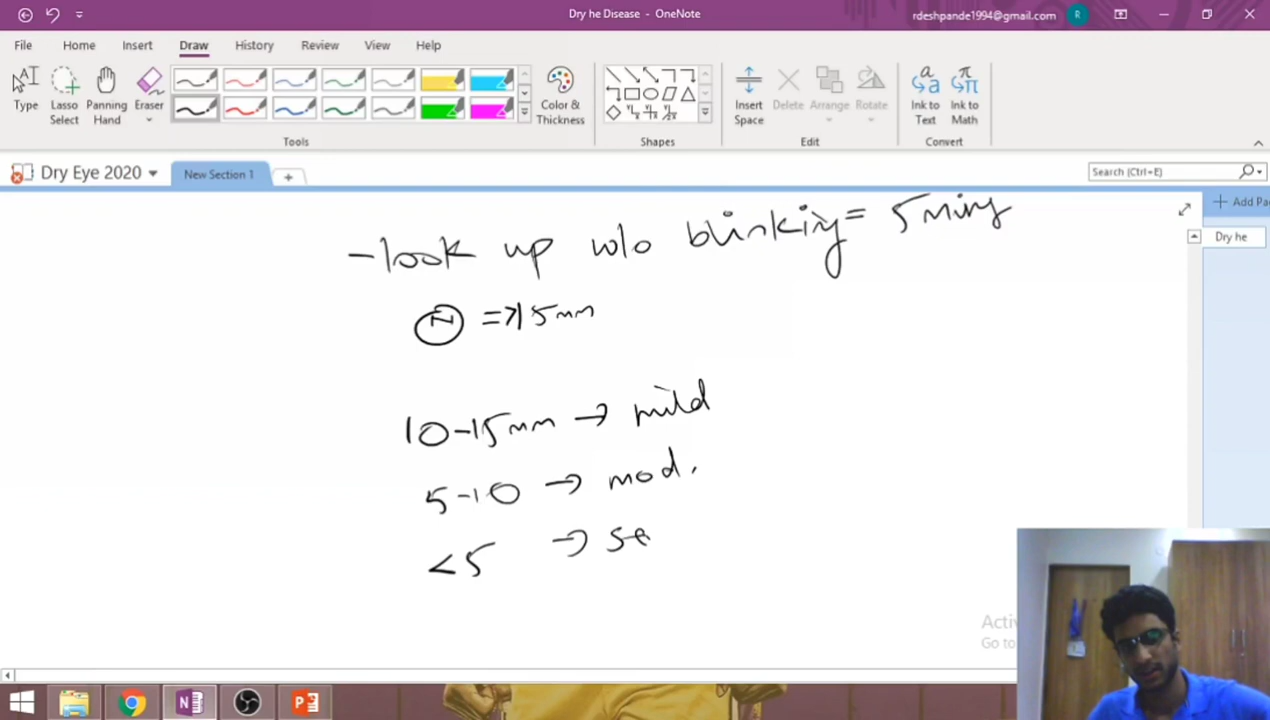 Dry he Disease - OneNote
rdeshpande1994@gmail.com R
File Home Insert Draw History Review View Help
Type Lasso Select Panning Hand Eraser Color & Thickness Insert Space Delete Arrange Rotate Ink to Text Ink to Math
Tools Shapes Edit Convert
Dry Eye 2020 New Section 1 + Search (Ctrl+E)
+ Add Pa
Dry he
-look up w/o blinking = 5 mins
N => 15mm
10-15mm → mild
5-10 → mod.
<5 → se
Acti
Go to